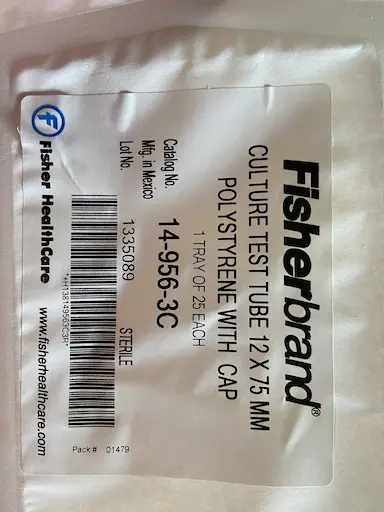 Fisherbrand®
CULTURE TEST TUBE 12 X 75 MM
POLYSTYRENE WITH CAP
1 TRAY OF 25 EACH
Catalog No. 14-956-3C
Mfg. in Mexico
Lot No. 1335089 STERILE
*+H138149563C3R*
Pack # 01479
f Fisher HealthCare www.fisherhealthcare.com